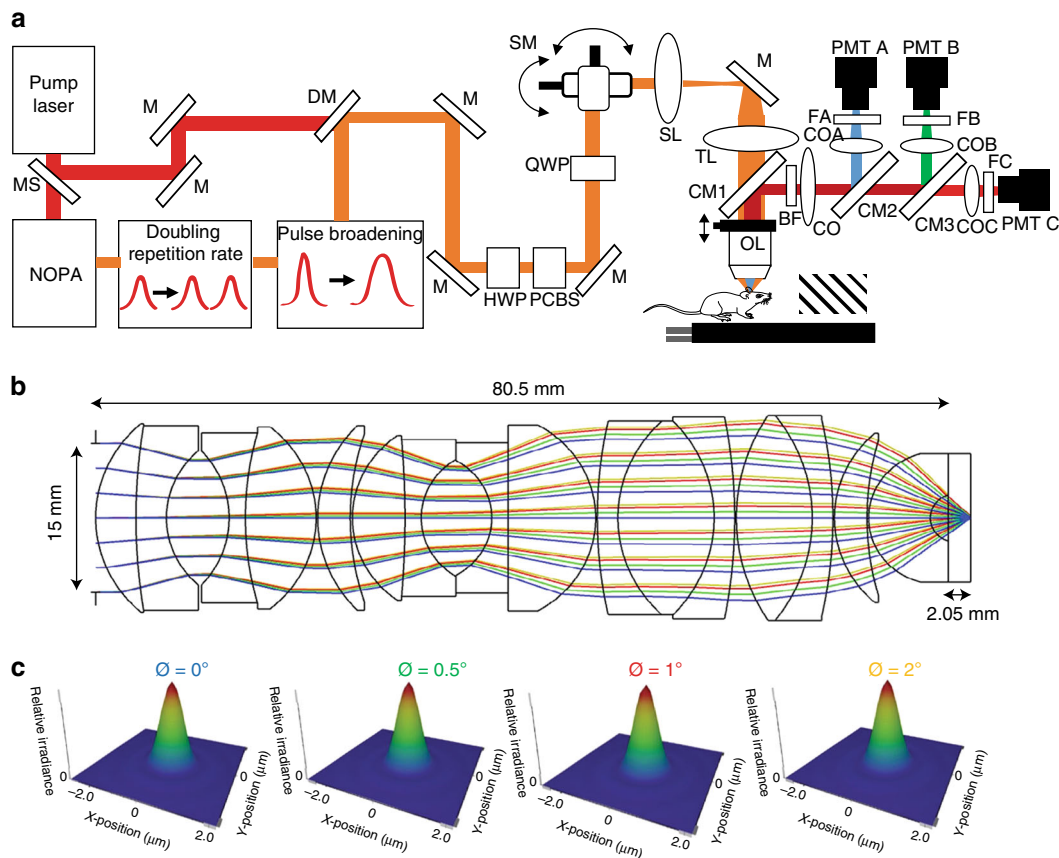 a
Pump
laser
MS
M
M
DM
M
NOPA
Doubling
repetition rate
Pulse broadening
M
HWP
PCBS
M
QWP
SM
SL
M
TL
CM1
OL
BF
CO
PMT A
FA
COA
CM2
PMT B
FB
COB
CM3
COC
FC
PMT C
b
80.5 mm
15 mm
2.05 mm
c
Ø = 0°
Ø = 0.5°
Ø = 1°
Ø = 2°
Relative
irradiance
0
−2.0
0
2.0
X-position (µm)
0
Y-position (µm)
Relative
irradiance
0
−2.0
0
2.0
X-position (µm)
0
Y-position (µm)
Relative
irradiance
0
−2.0
0
2.0
X-position (µm)
0
Y-position (µm)
Relative
irradiance
0
−2.0
0
2.0
X-position (µm)
0
Y-position (µm)